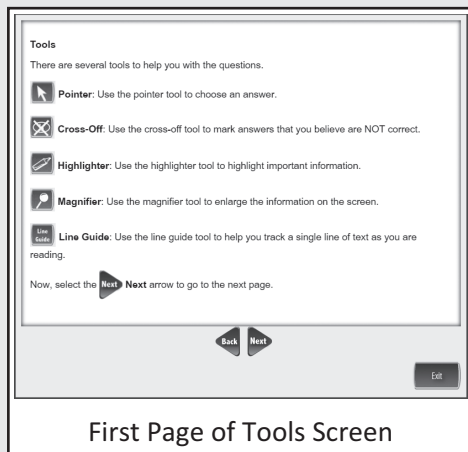 Tools
There are several tools to help you with the questions.
Pointer: Use the pointer tool to choose an answer.
Cross-Off: Use the cross-off tool to mark answers that you believe are NOT correct.
Highlighter: Use the highlighter tool to highlight important information.
Magnifier: Use the magnifier tool to enlarge the information on the screen.
Line Guide Line Guide: Use the line guide tool to help you track a single line of text as you are
reading.
Now, select the Next Next arrow to go to the next page.
Back Next
Exit
First Page of Tools Screen